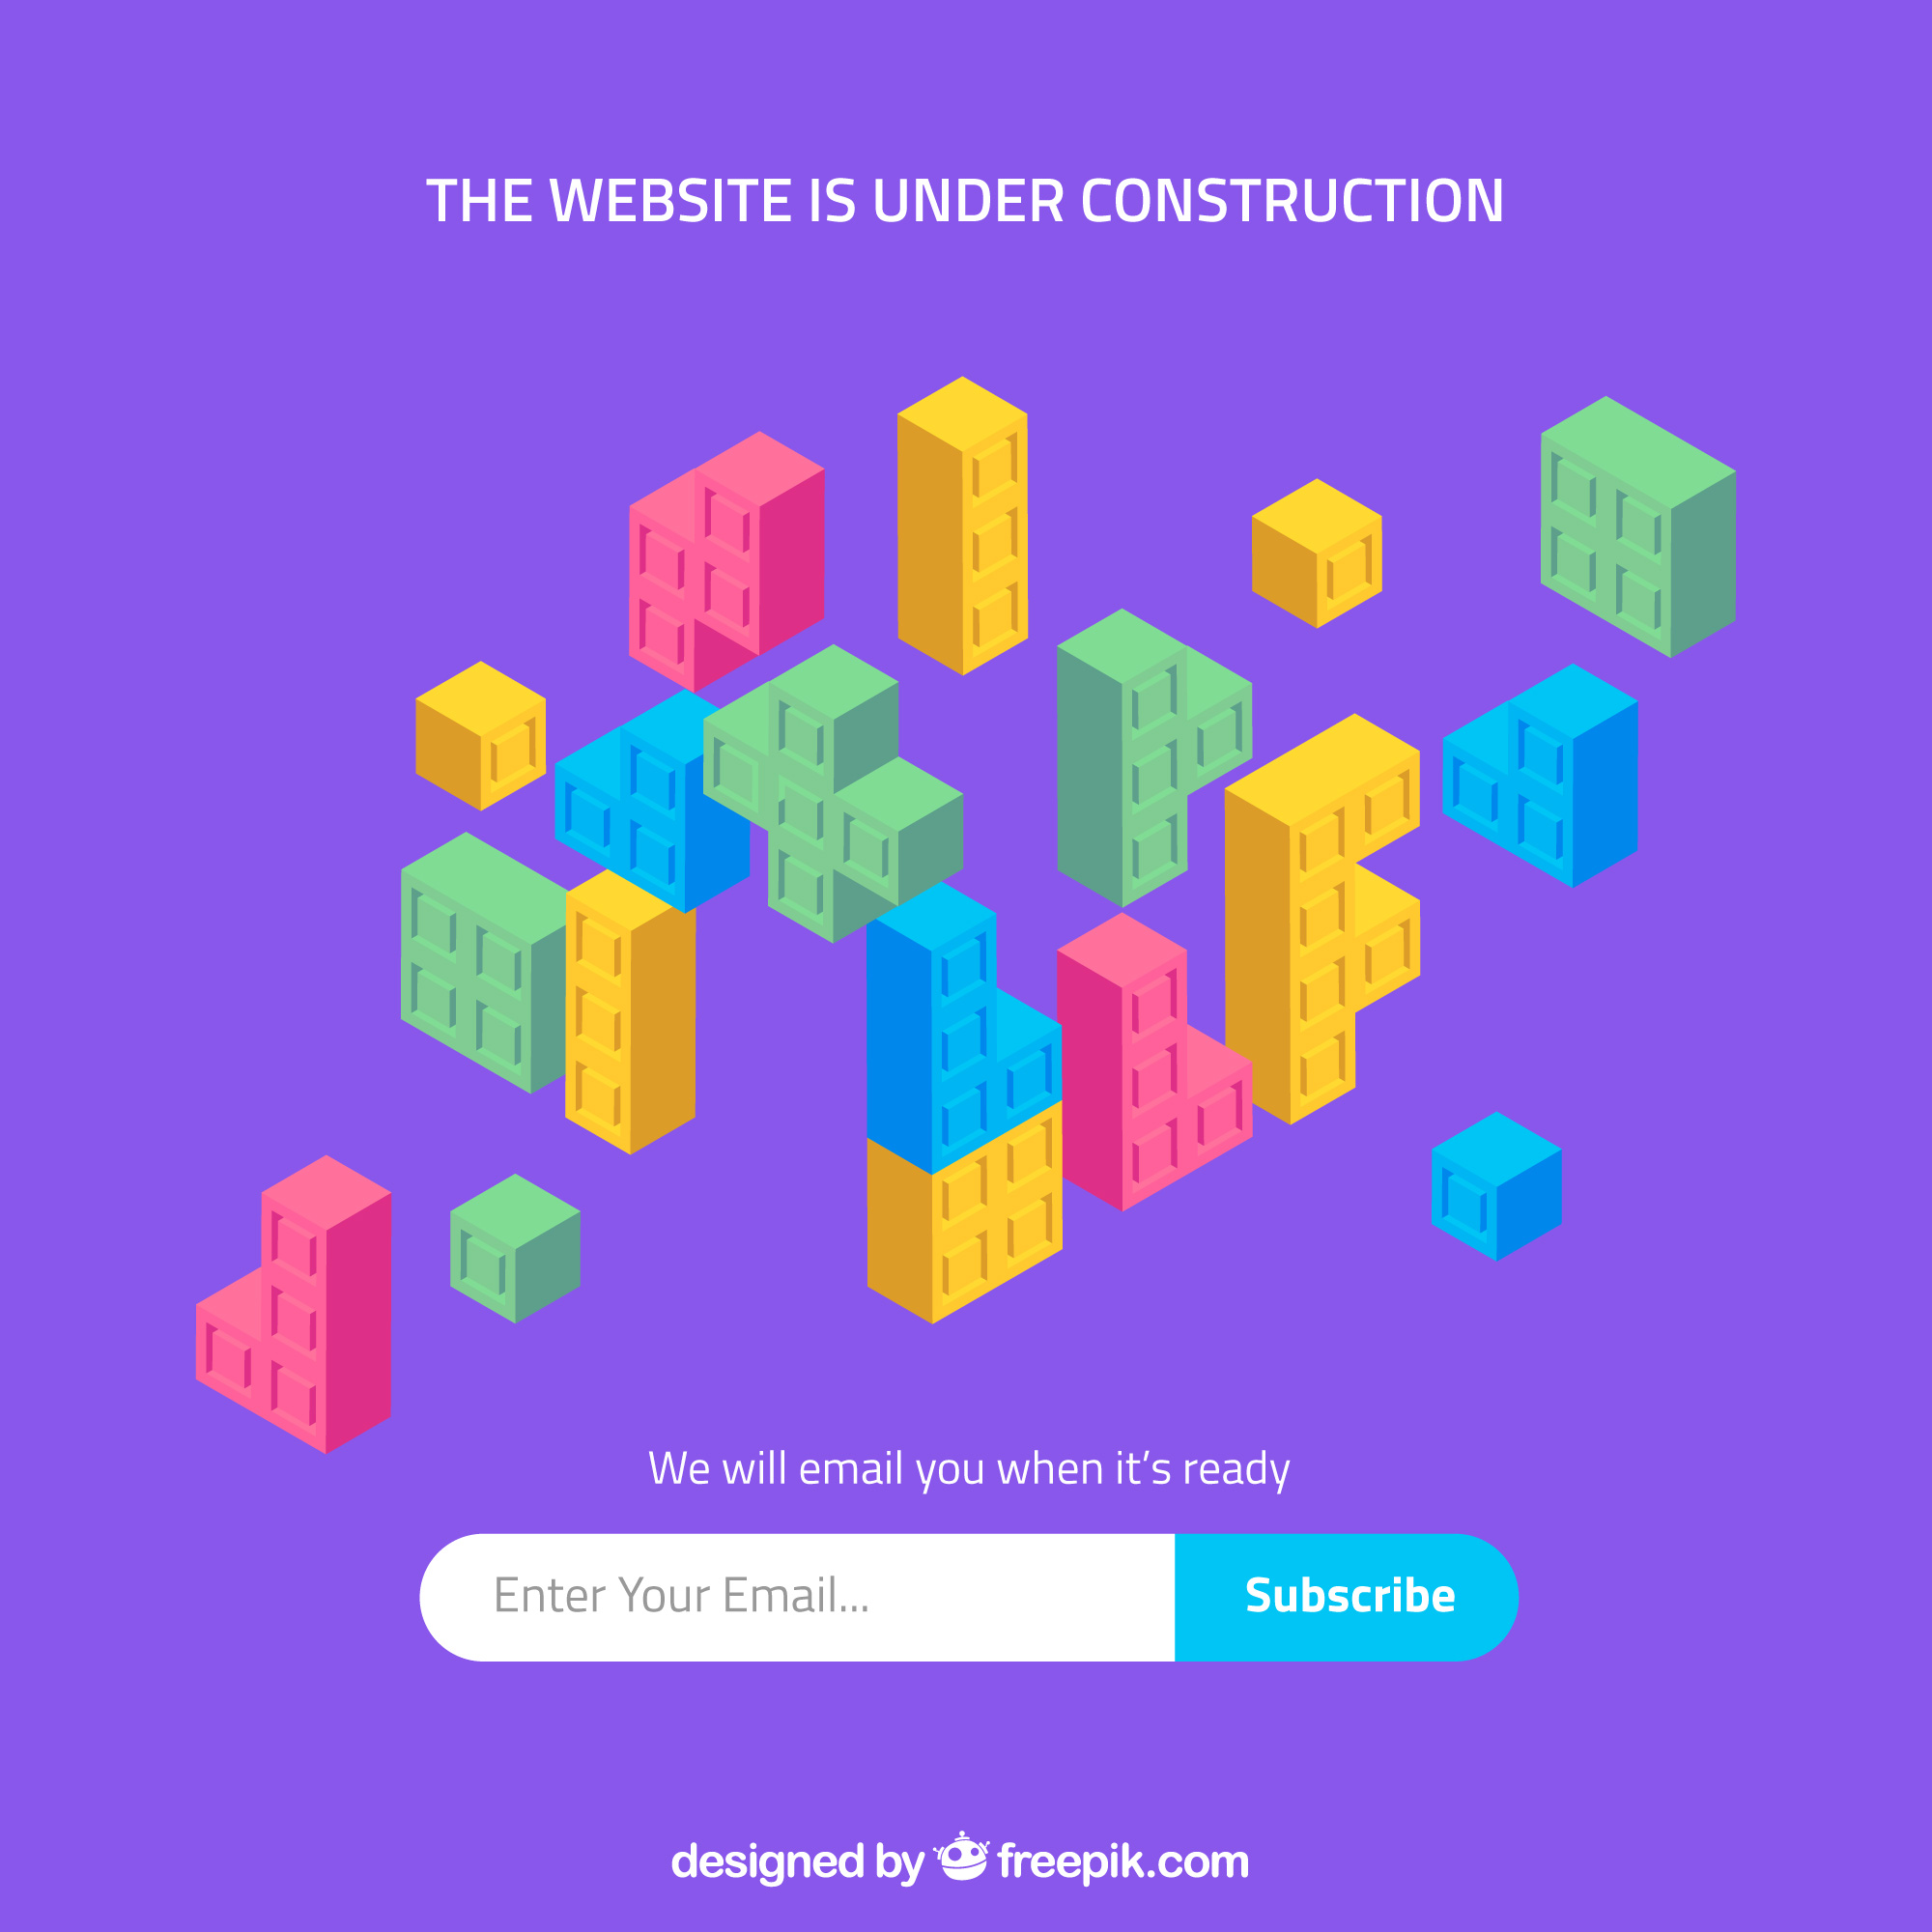 THE WEBSITE IS UNDER CONSTRUCTION
We will email you when it’s ready
Enter Your Email...
Subscribe
designed by freepik.com